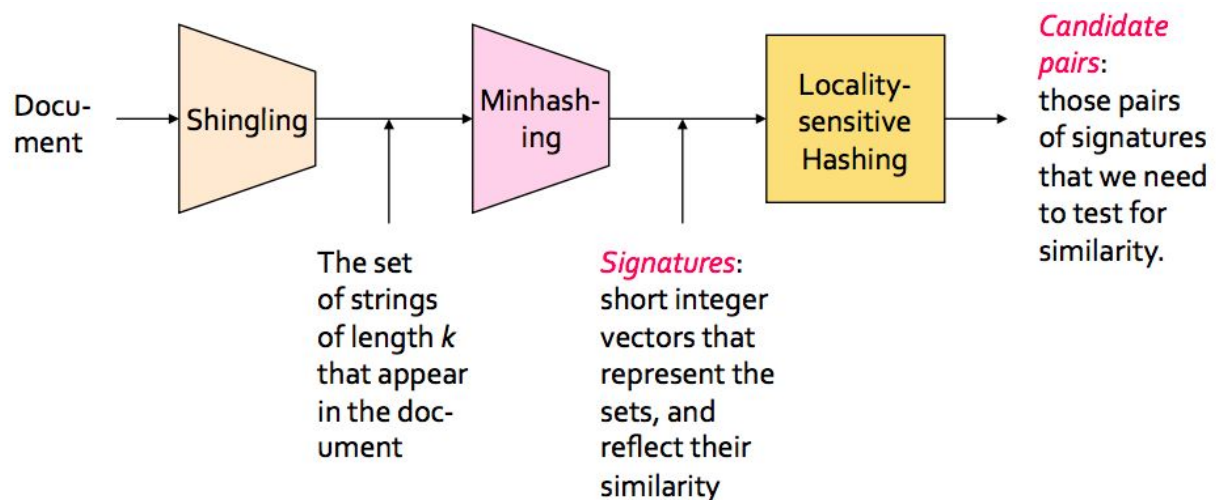 Docu-
ment
Shingling
The set
of strings
of length k
that appear
in the doc-
ument
Minhash-
ing
Signatures:
short integer
vectors that
represent the
sets, and
reflect their
similarity
Locality-
sensitive
Hashing
Candidate
pairs:
those pairs
of signatures
that we need
to test for
similarity.